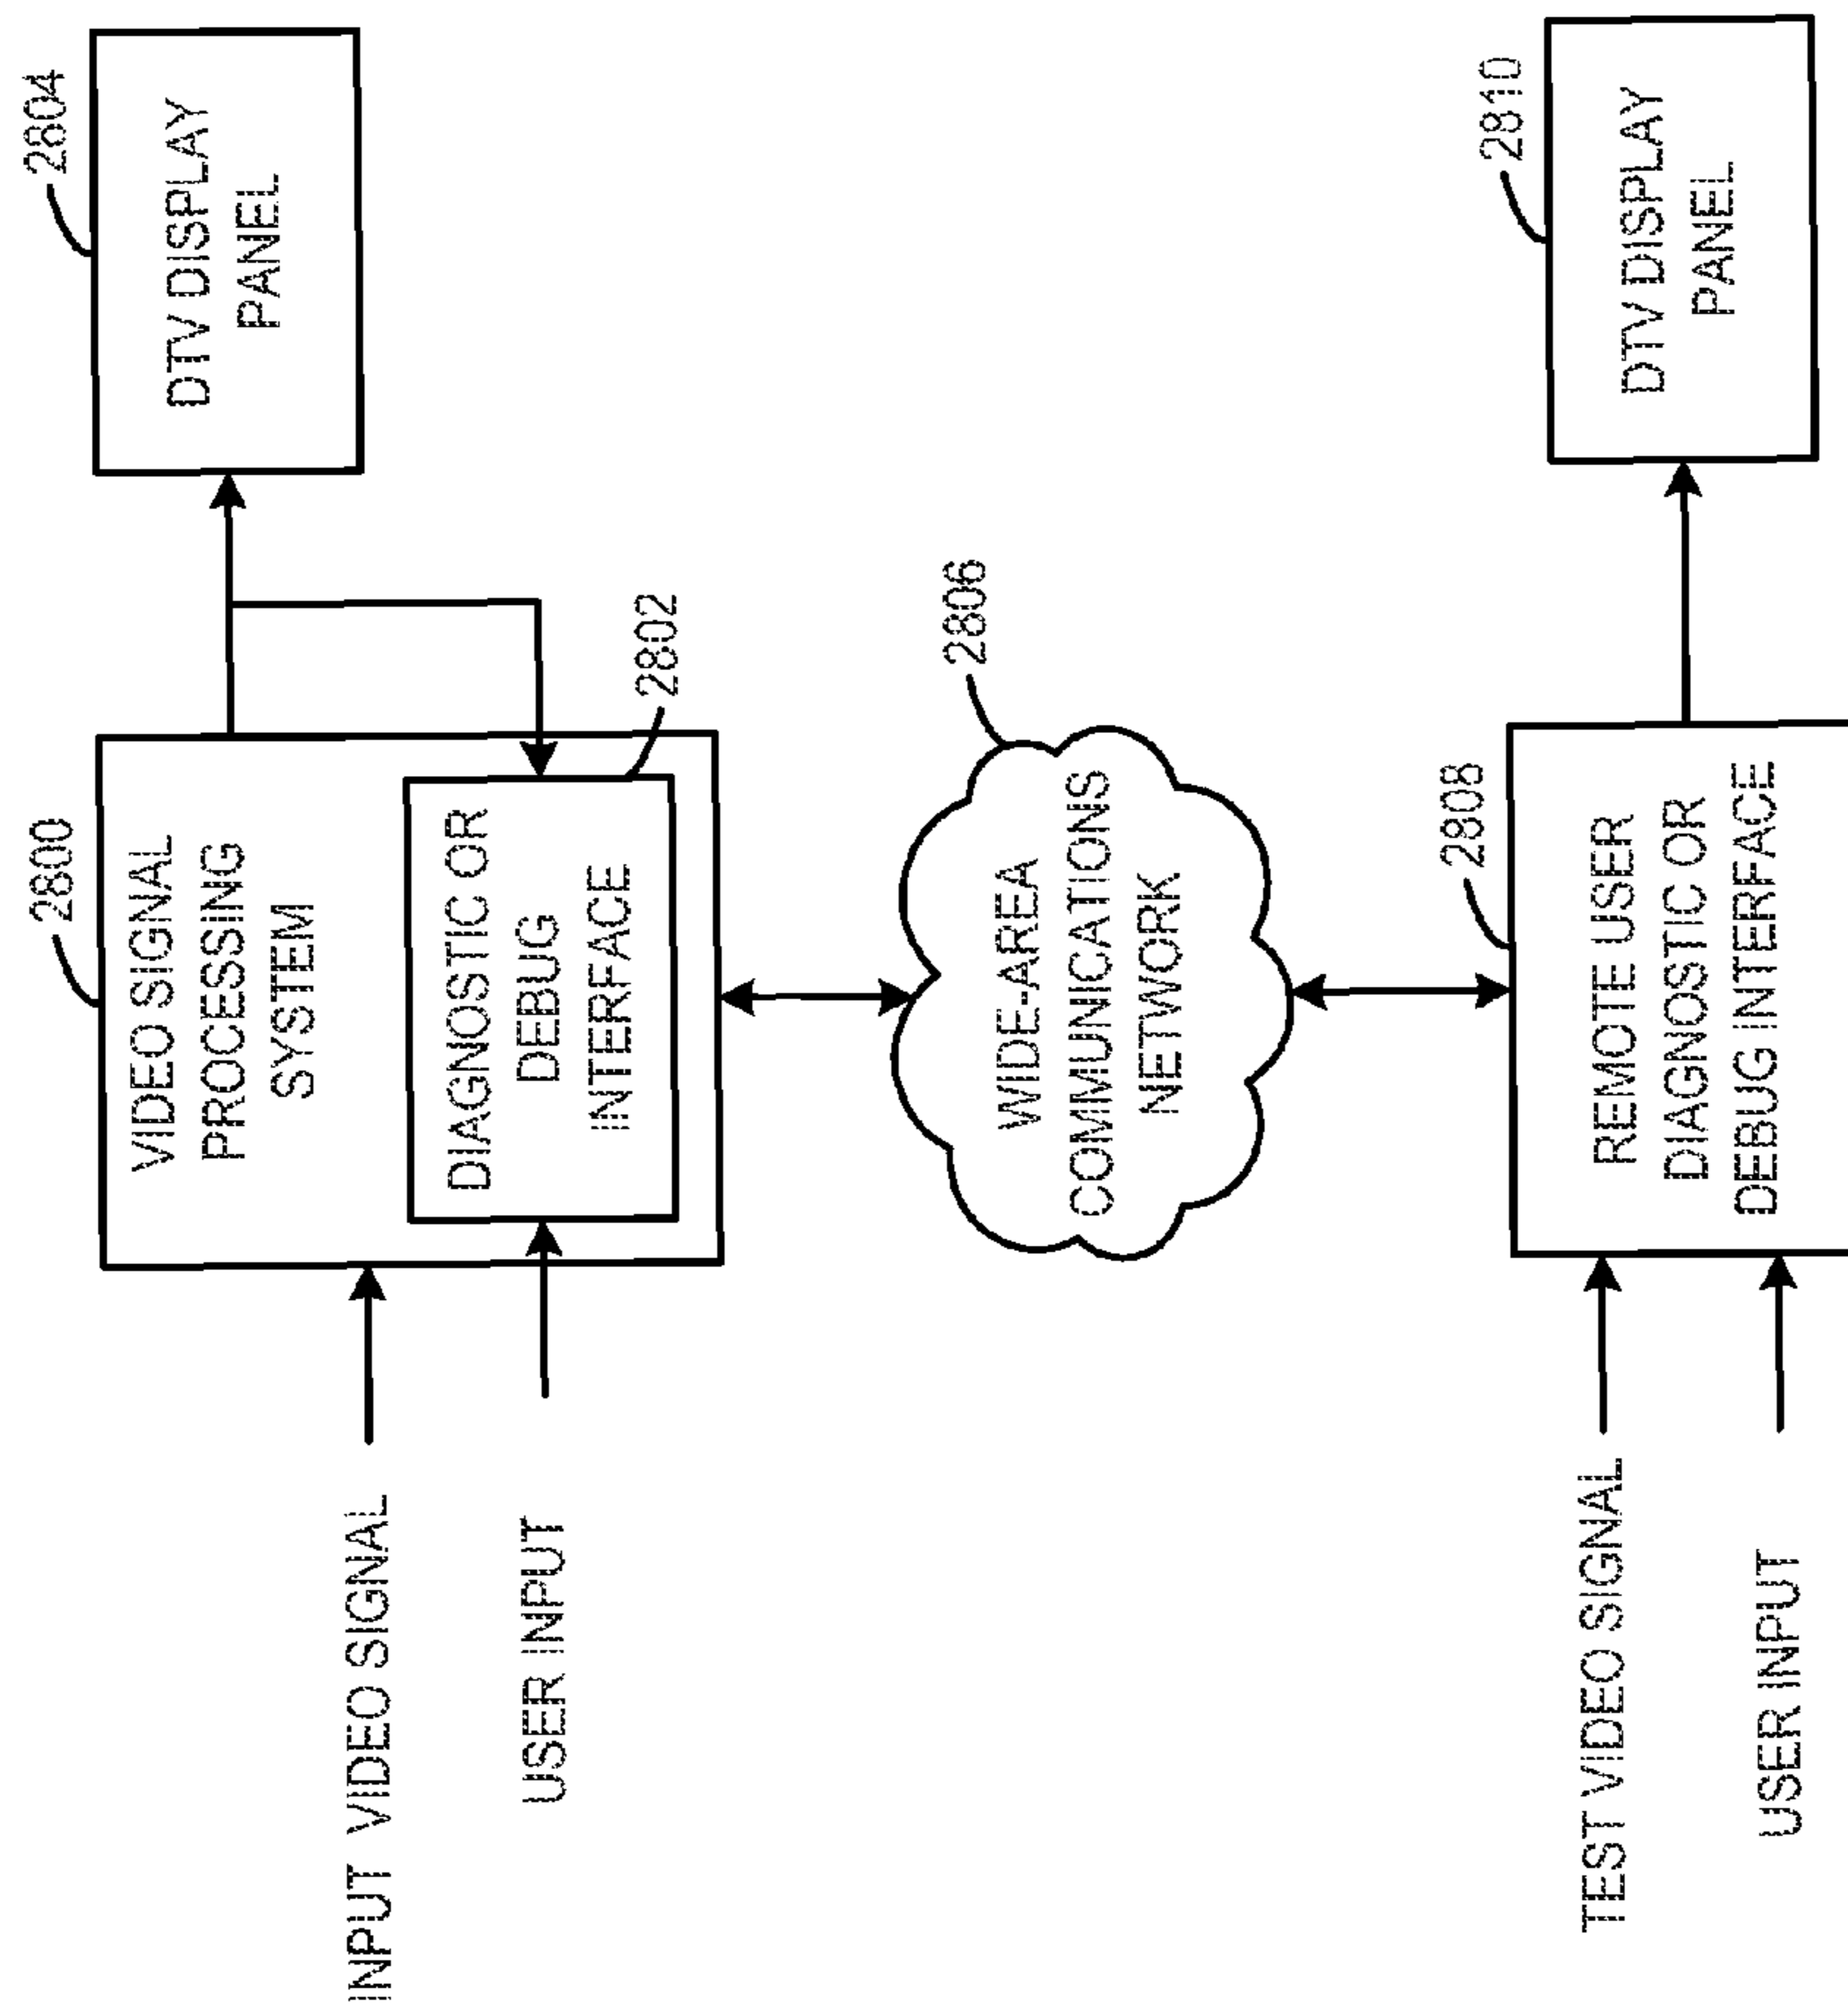 2800
VIDEO SIGNAL
PROCESSING
SYSTEM
2804
DTV DISPLAY
PANEL
INPUT VIDEO SIGNAL
DIAGNOSTIC OR
DEBUG
INTERFACE
2802
USER INPUT
2806
WIDE-AREA
COMMUNICATIONS
NETWORK
2808
REMOTE USER
DIAGNOSTIC OR
DEBUG INTERFACE
2810
DTV DISPLAY
PANEL
TEST VIDEO SIGNAL
USER INPUT